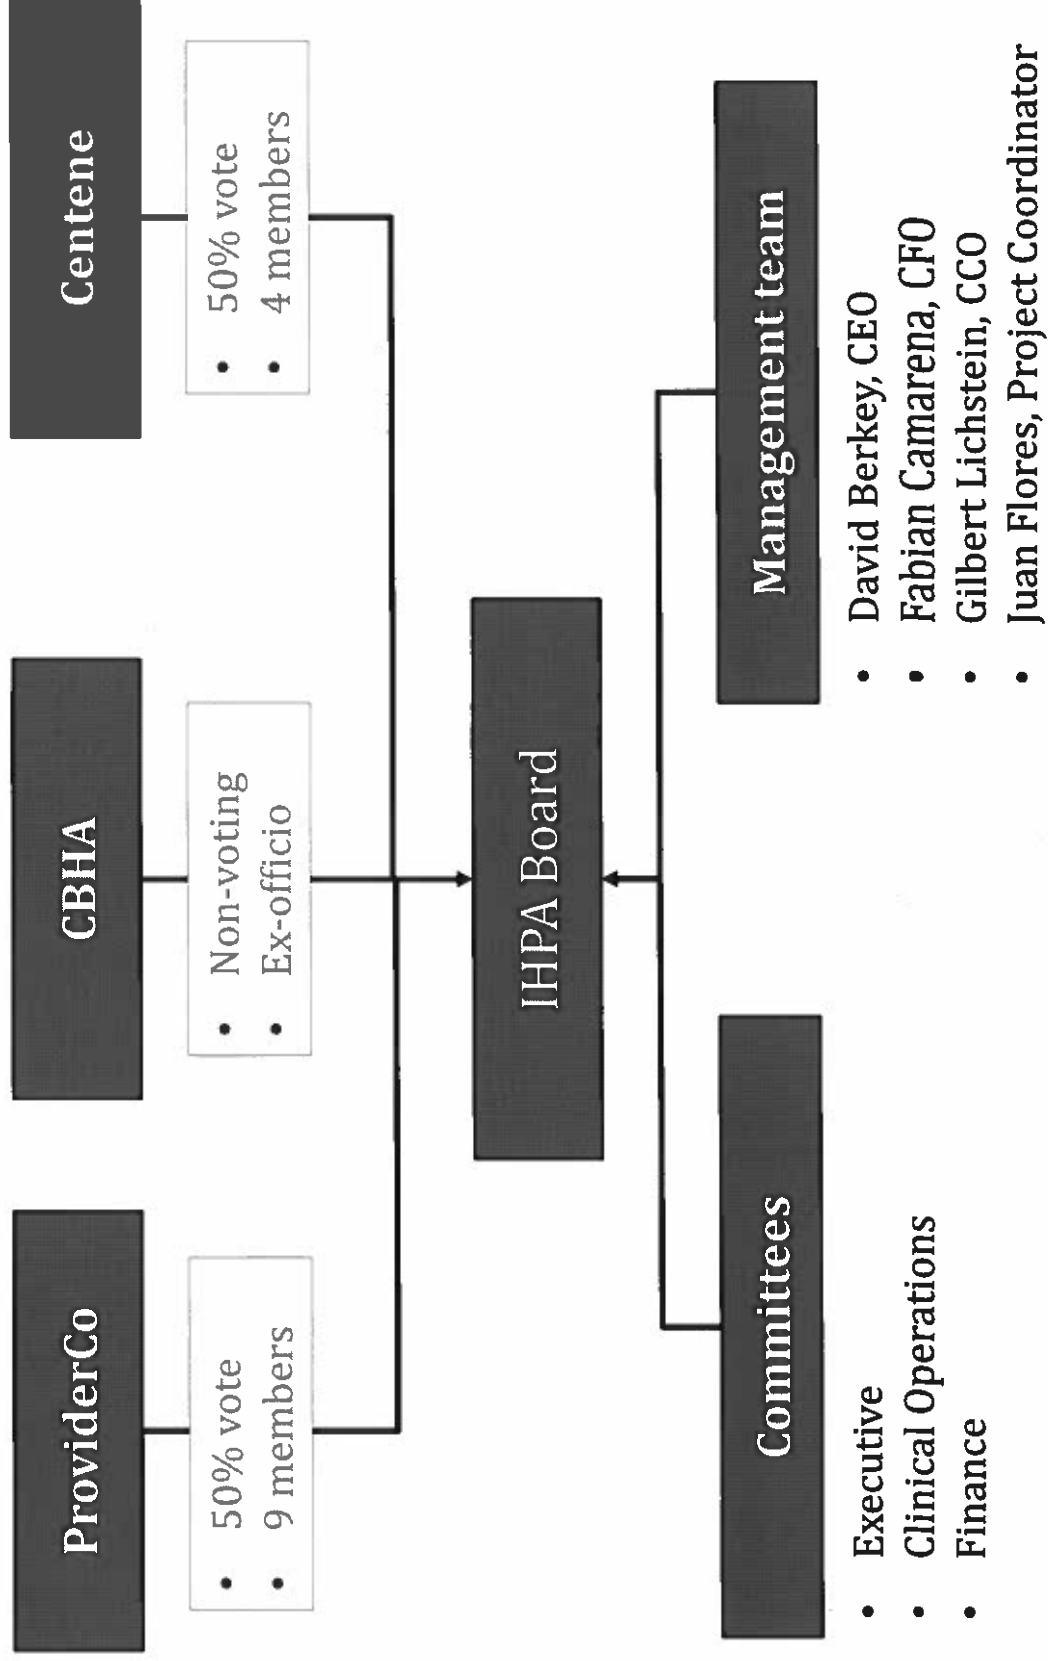 ProviderCo
• 50% vote
• 9 members
CBHA
• Non-voting
• Ex-officio
Centene
• 50% vote
• 4 members
IHPA Board
Committees
• Executive
• Clinical Operations
• Finance
Management team
• David Berkey, CEO
• Fabian Camarena, CFO
• Gilbert Lichstein, CCO
• Juan Flores, Project Coordinator